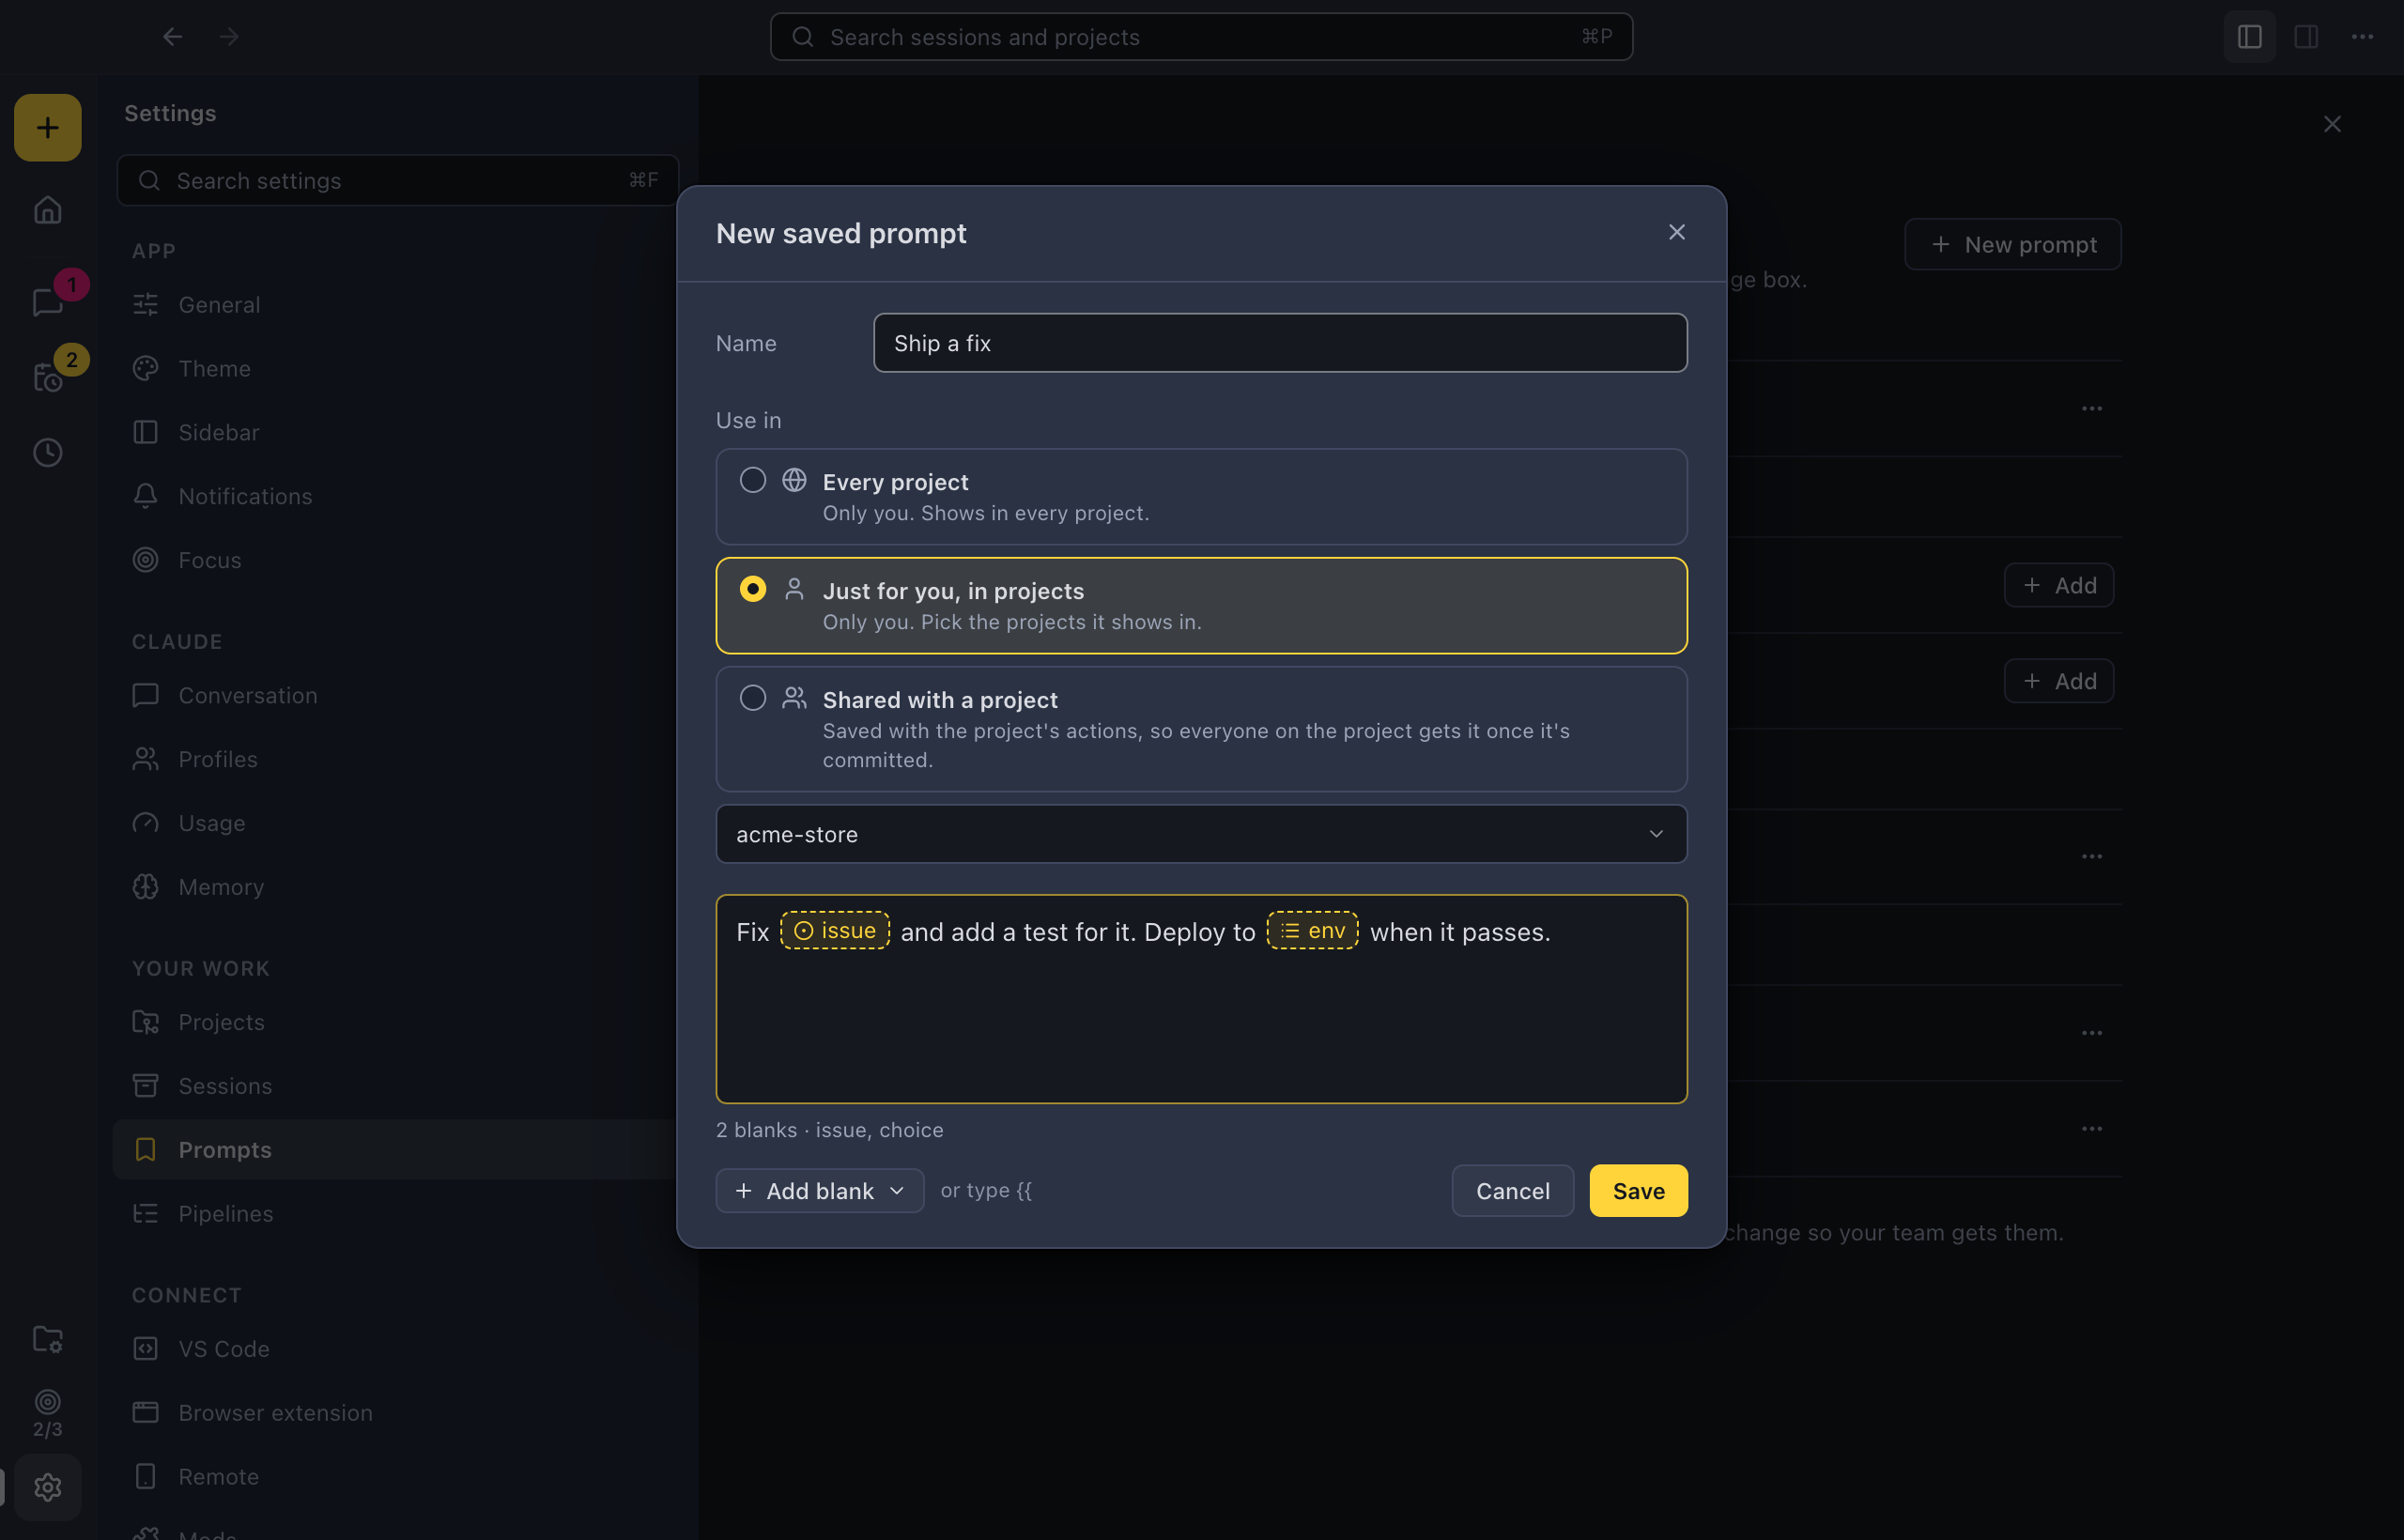 Search sessions and projects ⌘P
Settings
Search settings ⌘F
1
2
APP
General
Theme
Sidebar
Notifications
Focus
CLAUDE
Conversation
Profiles
Usage
Memory
YOUR WORK
Projects
Sessions
Prompts
Pipelines
CONNECT
VS Code
Browser extension
Remote
Mods
2/3
New prompt
ge box.
Add
Add
change so your team gets them.
New saved prompt
Name
Ship a fix
Use in
Every project
Only you. Shows in every project.
Just for you, in projects
Only you. Pick the projects it shows in.
Shared with a project
Saved with the project's actions, so everyone on the project gets it once it's
committed.
acme-store
Fix issue and add a test for it. Deploy to env when it passes.
2 blanks · issue, choice
Add blank or type {{
Cancel Save